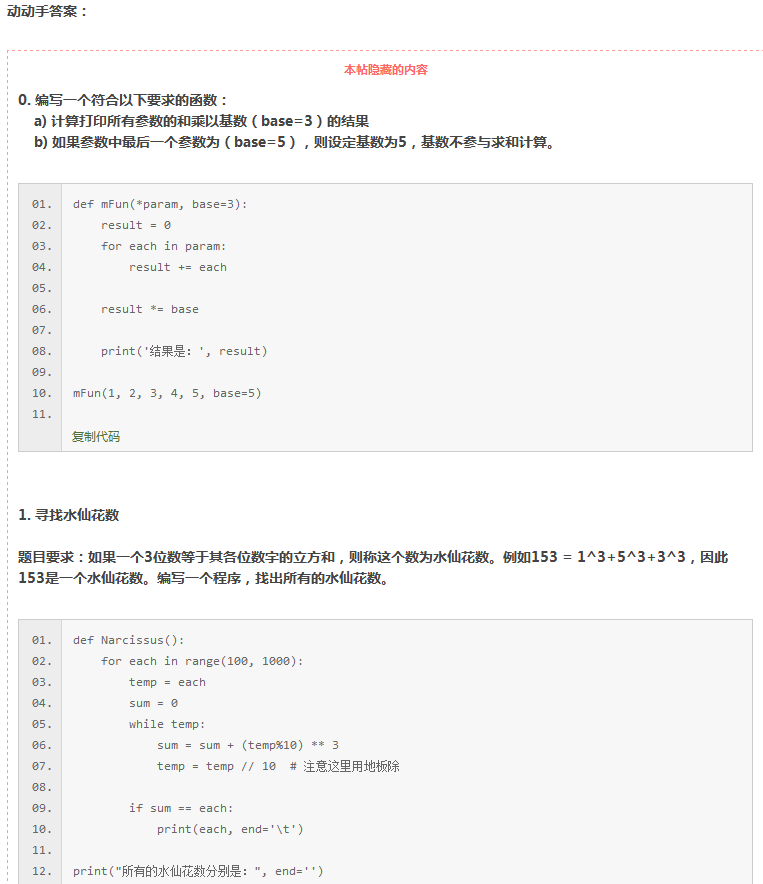 动动手答案：
本帖隐藏的内容
0. 编写一个符合以下要求的函数：
a) 计算打印所有参数的和乘以基数（base=3）的结果
b) 如果参数中最后一个参数为（base=5），则设定基数为5，基数不参与求和计算。
01. def mFun(*param, base=3):
02.     result = 0
03.     for each in param:
04.         result += each
05.
06.     result *= base
07.
08.     print('结果是：', result)
09.
10. mFun(1, 2, 3, 4, 5, base=5)
11.
复制代码
1. 寻找水仙花数
题目要求：如果一个3位数等于其各位数字的立方和，则称这个数为水仙花数。例如153 = 1^3+5^3+3^3，因此
153是一个水仙花数。编写一个程序，找出所有的水仙花数。
01. def Narcissus():
02.     for each in range(100, 1000):
03.         temp = each
04.         sum = 0
05.         while temp:
06.             sum = sum + (temp%10) ** 3
07.             temp = temp // 10  # 注意这里用地板除
08.
09.         if sum == each:
10.             print(each, end='\t')
11.
12. print("所有的水仙花数分别是：", end='')